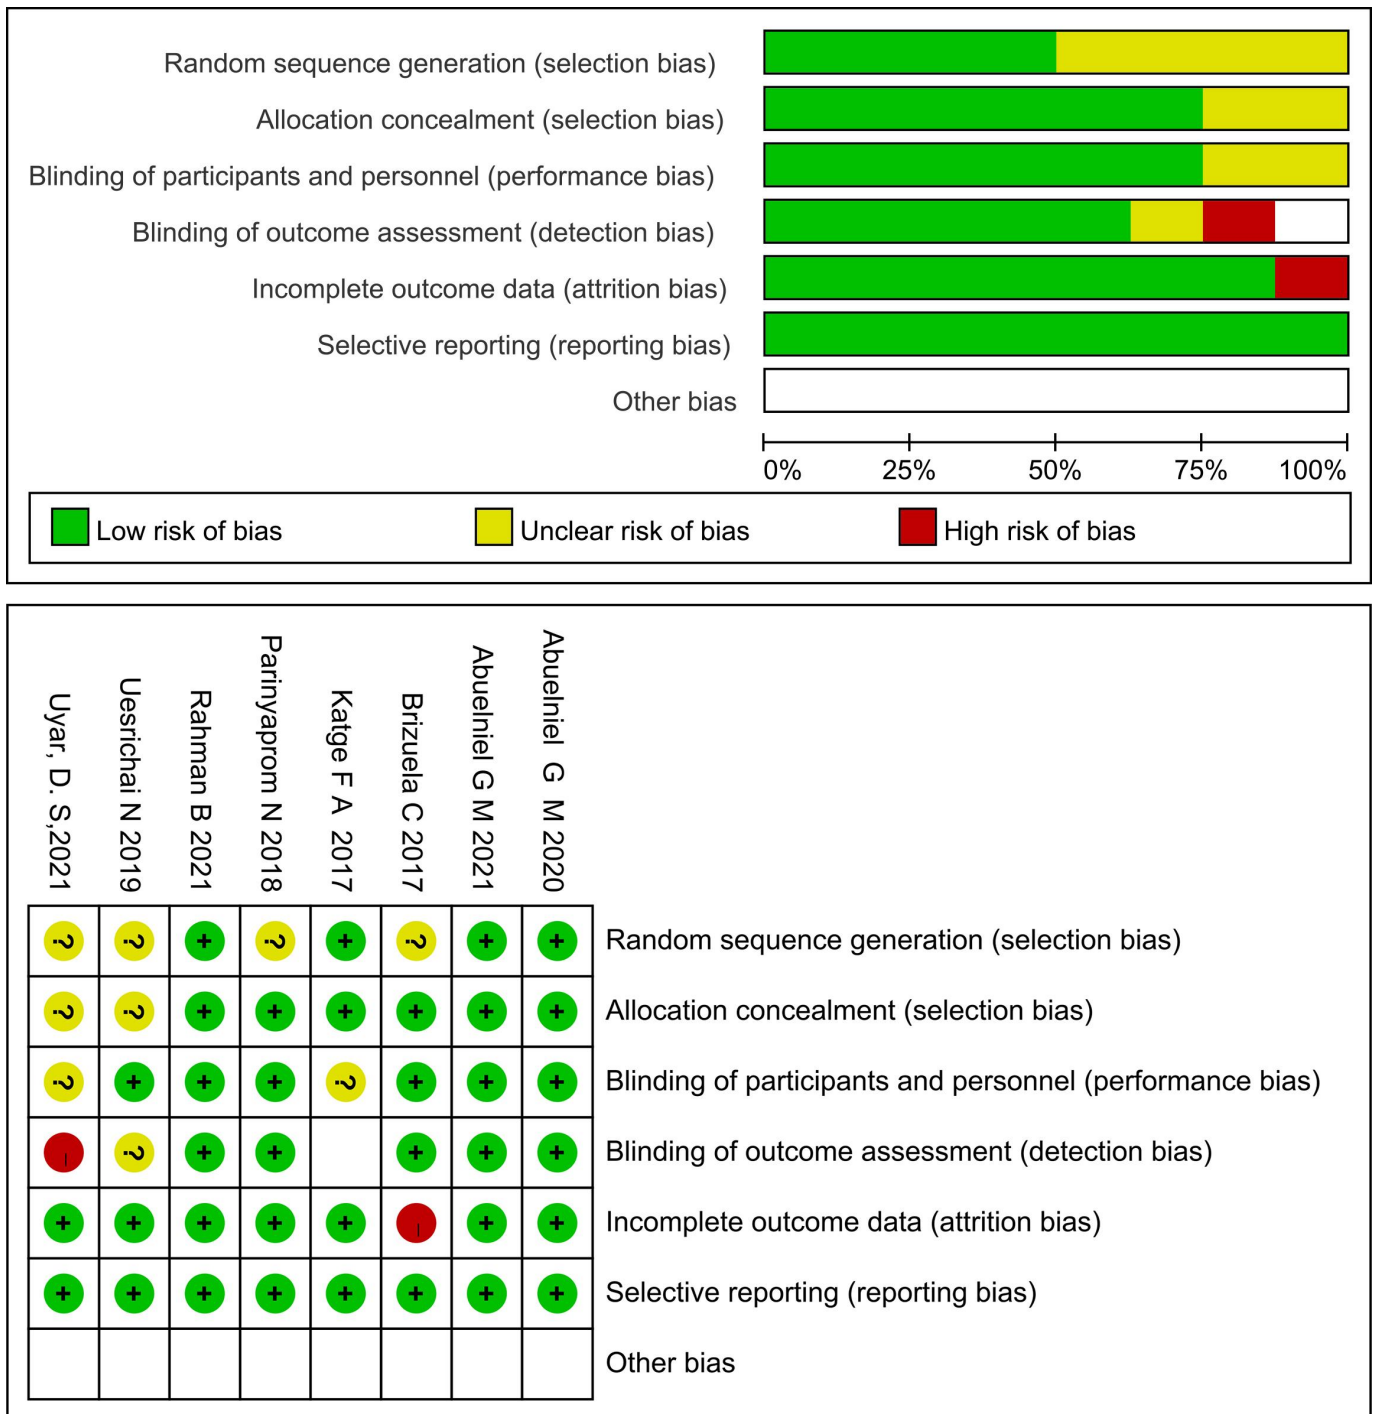 Random sequence generation (selection bias)
Allocation concealment (selection bias)
Blinding of participants and personnel (performance bias)
Blinding of outcome assessment (detection bias)
Incomplete outcome data (attrition bias)
Selective reporting (reporting bias)
Other bias
0% 25% 50% 75% 100%
Low risk of bias Unclear risk of bias High risk of bias
Uyar, D. S,2021
Uesrichai N 2019
Rahman B 2021
Parinyaprom N 2018
Katge F A  2017
Brizuela C 2017
Abuelniel G M 2021
Abuelniel  G  M 2020
? ? + ? + ? + + Random sequence generation (selection bias)
? ? + + + + + + Allocation concealment (selection bias)
? + + + ? + + + Blinding of participants and personnel (performance bias)
– ? + + + + + Blinding of outcome assessment (detection bias)
+ + + + + – + + Incomplete outcome data (attrition bias)
+ + + + + + + + Selective reporting (reporting bias)
Other bias